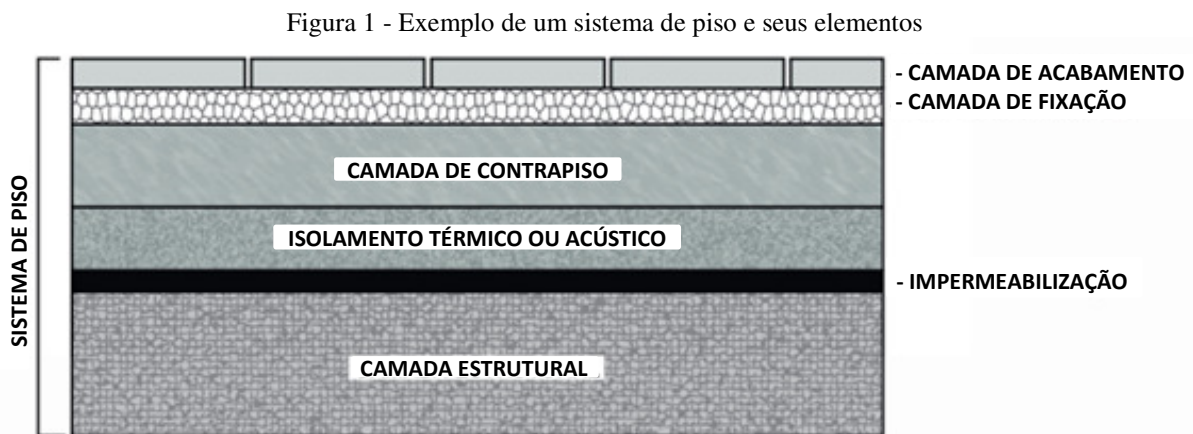 Figura 1 - Exemplo de um sistema de piso e seus elementos
- CAMADA DE ACABAMENTO
- CAMADA DE FIXAÇÃO
CAMADA DE CONTRAPISO
ISOLAMENTO TÉRMICO OU ACÚSTICO
- IMPERMEABILIZAÇÃO
CAMADA ESTRUTURAL
SISTEMA DE PISO